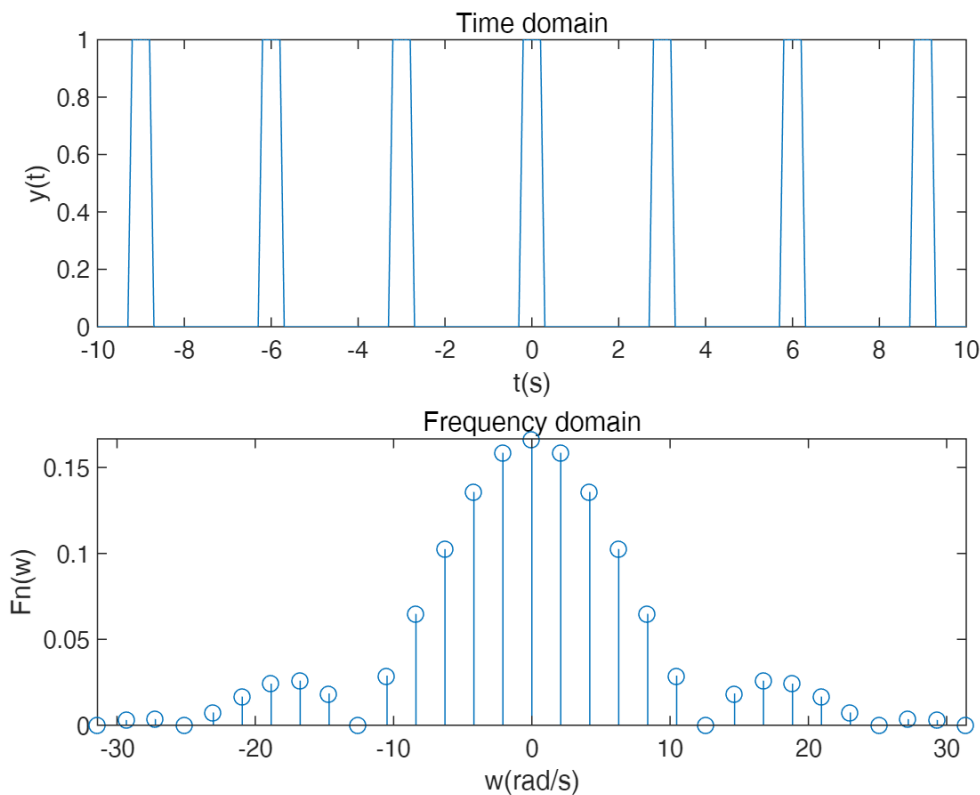 Time domain
1
0.8
0.6
0.4
0.2
0
y(t)
-10 -8 -6 -4 -2 0 2 4 6 8 10
t(s)
Frequency domain
0.15
0.1
0.05
0
Fn(w)
-30 -20 -10 0 10 20 30
w(rad/s)